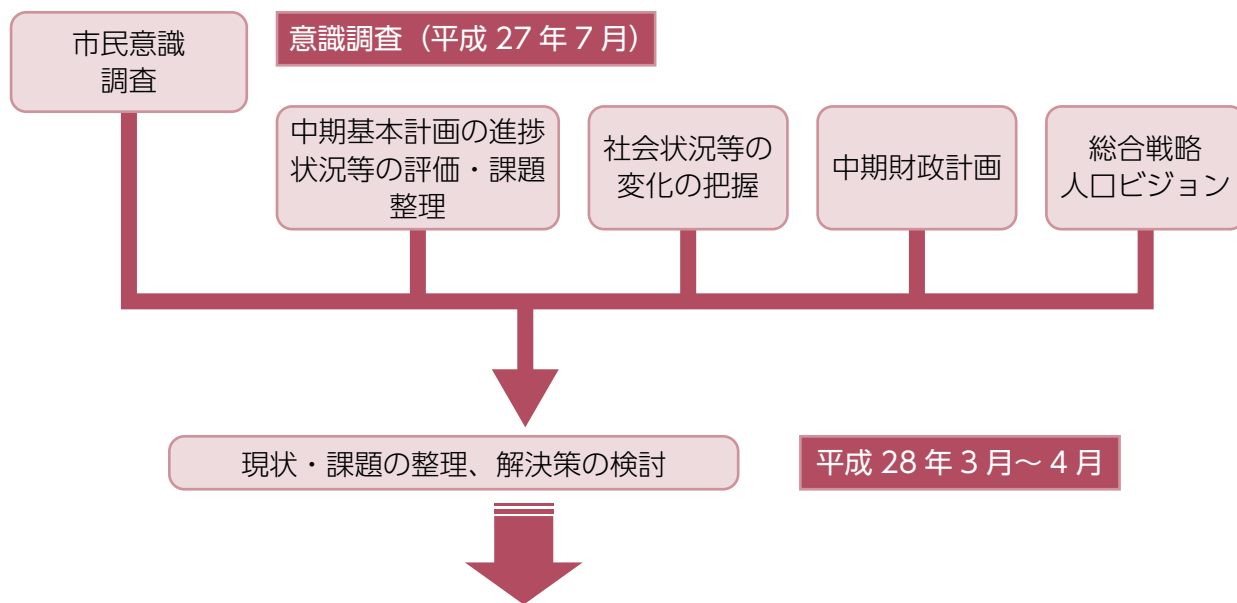 市民意識
調査
意識調査（平成 27 年 7 月）
中期基本計画の進捗
状況等の評価・課題
整理
社会状況等の
変化の把握
中期財政計画
総合戦略
人口ビジョン
現状・課題の整理、解決策の検討
平成 28 年 3 月～ 4 月